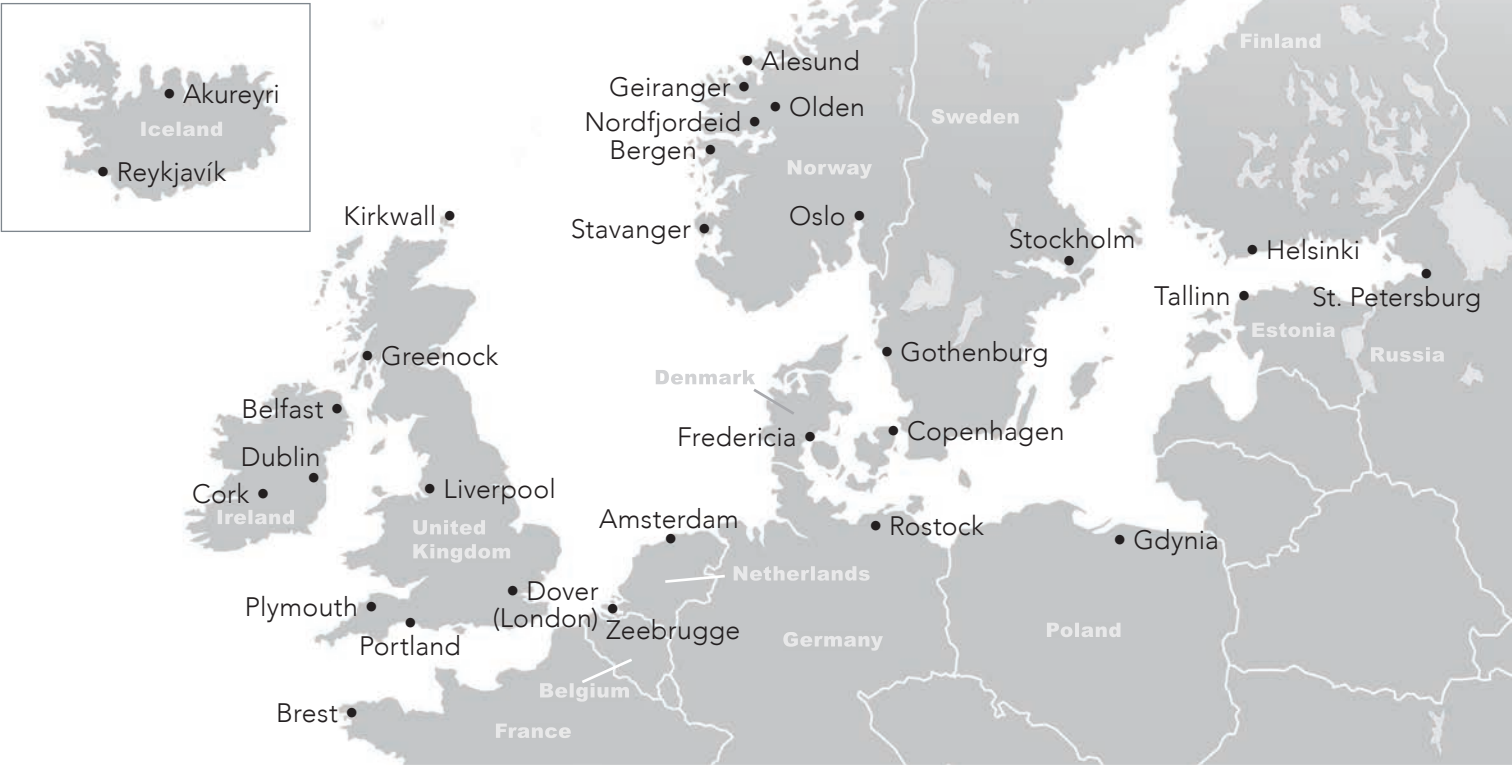 Akureyri
Iceland
Reykjavík
Alesund
Geiranger
Olden
Nordfjordeid
Bergen
Norway
Sweden
Finland
Kirkwall
Stavanger
Oslo
Stockholm
Helsinki
Tallinn
St. Petersburg
Estonia
Russia
Greenock
Gothenburg
Denmark
Belfast
Fredericia
Copenhagen
Dublin
Cork
Ireland
Liverpool
United
Kingdom
Amsterdam
Rostock
Gdynia
Netherlands
Dover
(London)
Plymouth
Portland
Zeebrugge
Germany
Poland
Belgium
Brest
France